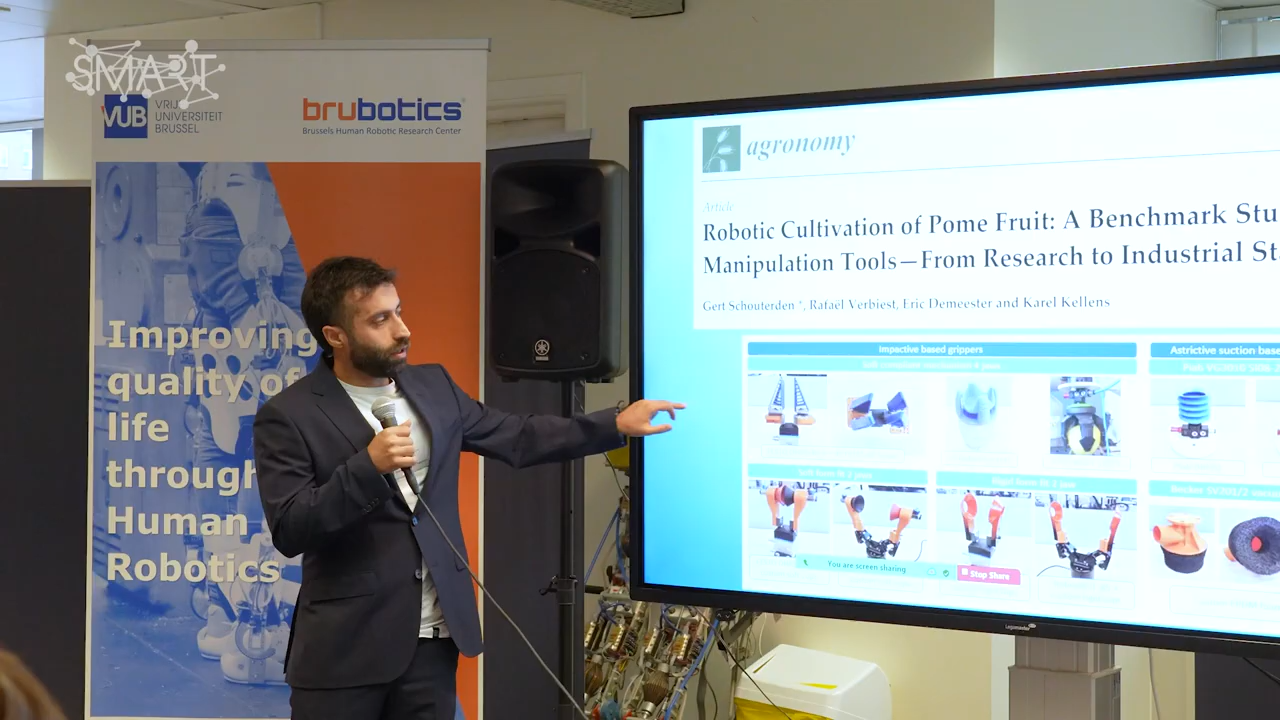 SMART
VUB
VRIJE
UNIVERSITEIT
BRUSSEL
brubotics
Brussels Human Robotic Research Center
Improving
quality of
life
through
Human
Robotics
YAMAHA
agronomy
Article
Robotic Cultivation of Pome Fruit: A Benchmark Stu
Manipulation Tools—From Research to Industrial St
Gert Schouterden *, Rafael Verbiest, Eric Demeester and Karel Kellens
Impactive based grippers
Astrictive suction base
You are screen sharing
Stop Share
Legamaster